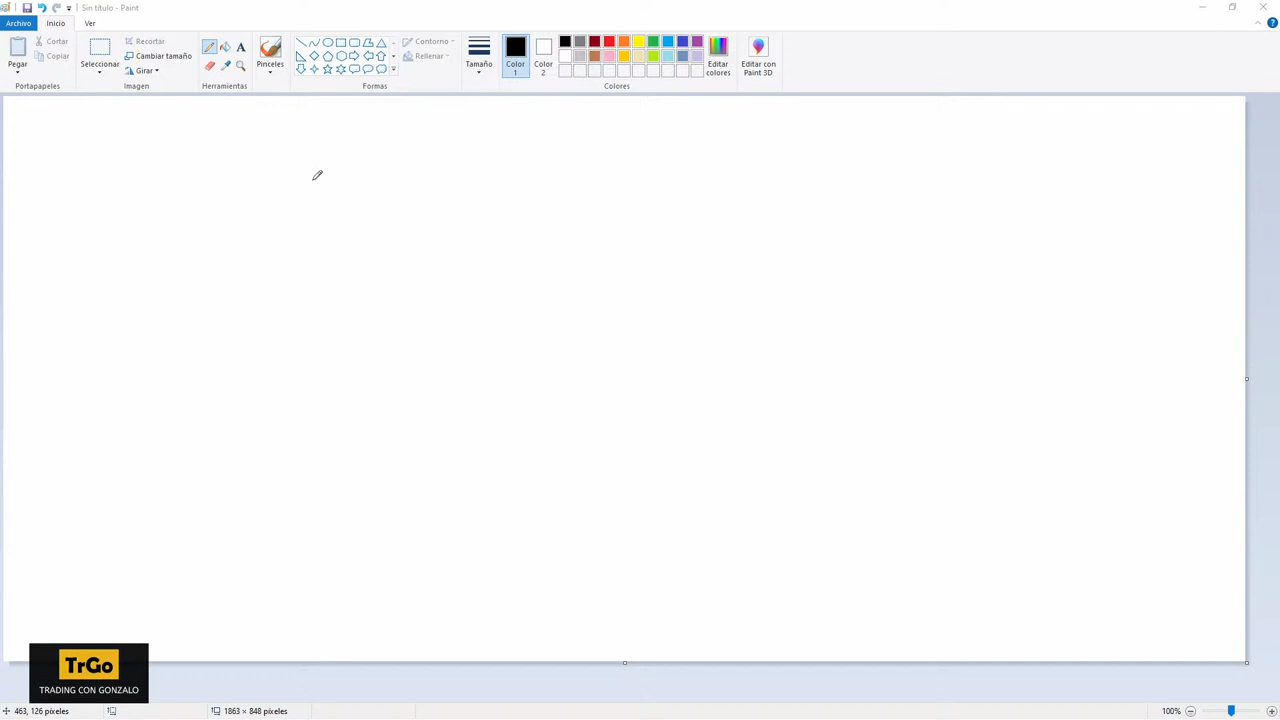 Sin título - Paint
Archivo
Inicio
Ver
Pegar
Cortar
Copiar
Portapapeles
Seleccionar
Recortar
Cambiar tamaño
Girar
Imagen
A
Herramientas
Pinceles
Contorno
Rellenar
Formas
Tamaño
Color
1
Color
2
Editar
colores
Colores
Editar con
Paint 3D
TrGo
TRADING CON GONZALO
463, 126 píxeles
1863 × 848 píxeles
100%